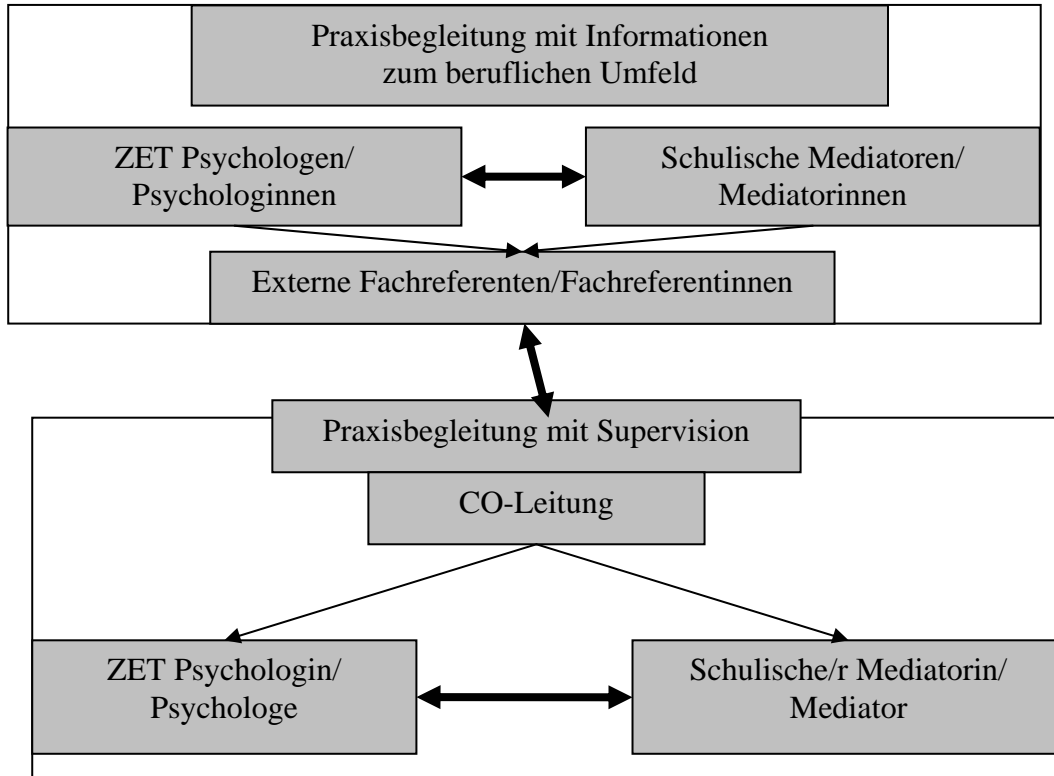 Praxisbegleitung mit Informationen
zum beruflichen Umfeld
ZET Psychologen/
Psychologinnen
Schulische Mediatoren/
Mediatorinnen
Externe Fachreferenten/Fachreferentinnen
Praxisbegleitung mit Supervision
CO-Leitung
ZET Psychologin/
Psychologe
Schulische/r Mediatorin/
Mediator